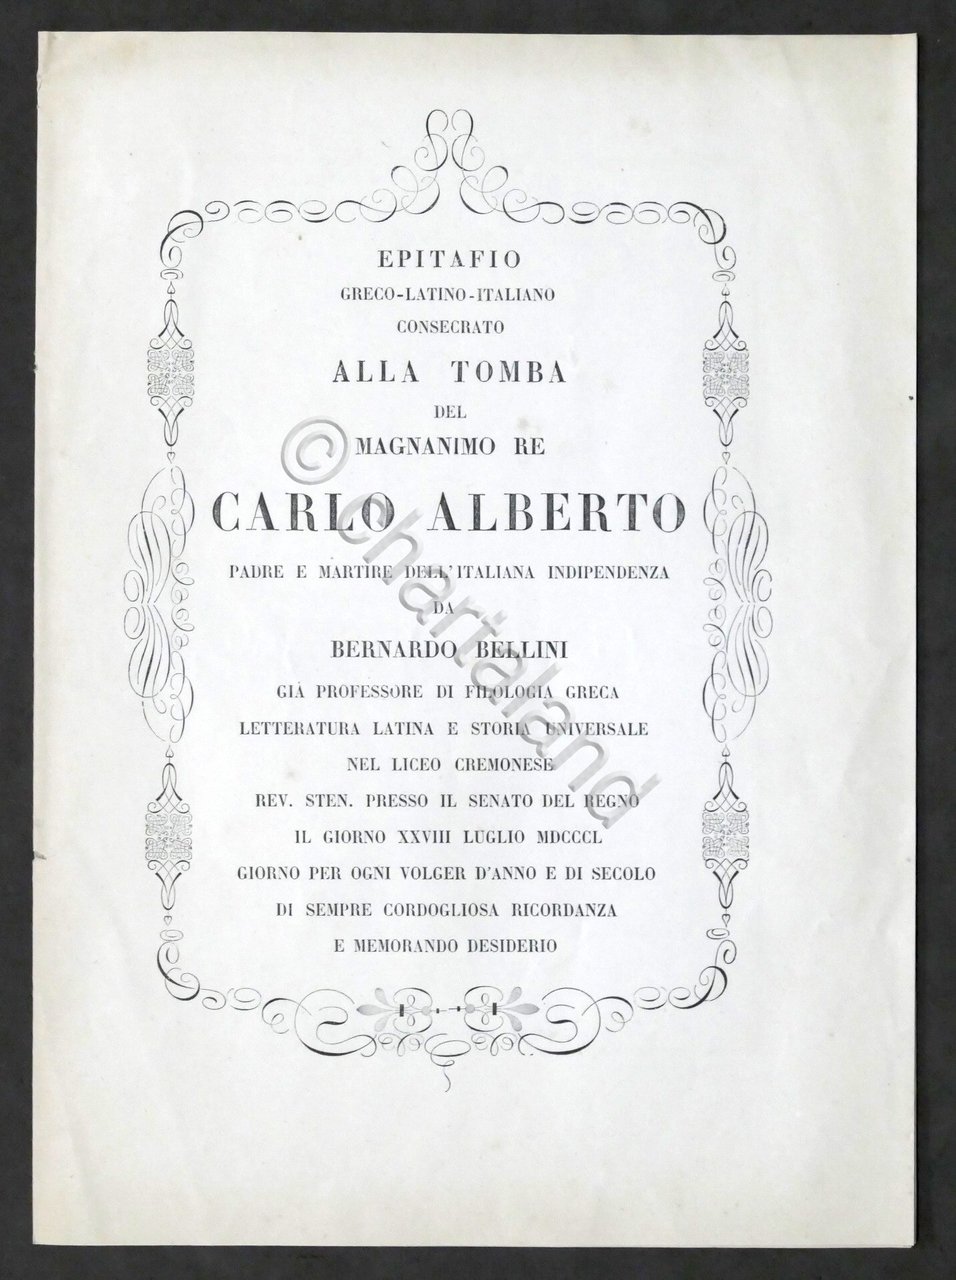 EPITAFIO
GRECO-LATINO-ITALIANO
CONSECRATO
ALLA TOMBA
DEL
MAGNANIMO RE
CARLO ALBERTO
PADRE E MARTIRE DELL'ITALIANA INDIPENDENZA
DA
BERNARDO BELLINI
GIÀ PROFESSORE DI FILOLOGIA GRECA
LETTERATURA LATINA E STORIA UNIVERSALE
NEL LICEO CREMONESE
REV. STEN. PRESSO IL SENATO DEL REGNO
IL GIORNO XXVIII LUGLIO MDCCCL
GIORNO PER OGNI VOLGER D'ANNO E DI SECOLO
DI SEMPRE CORDOGLIOSA RICORDANZA
E MEMORANDO DESIDERIO
© chartaland